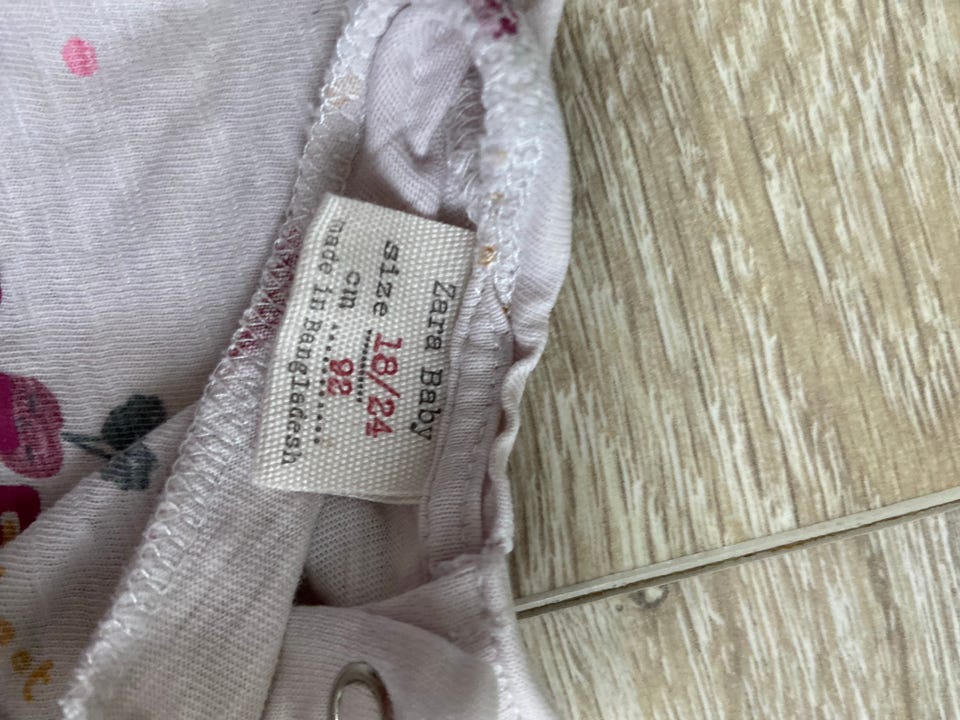 Zara Baby
size 18/24
cm 92
made in Bangladesh